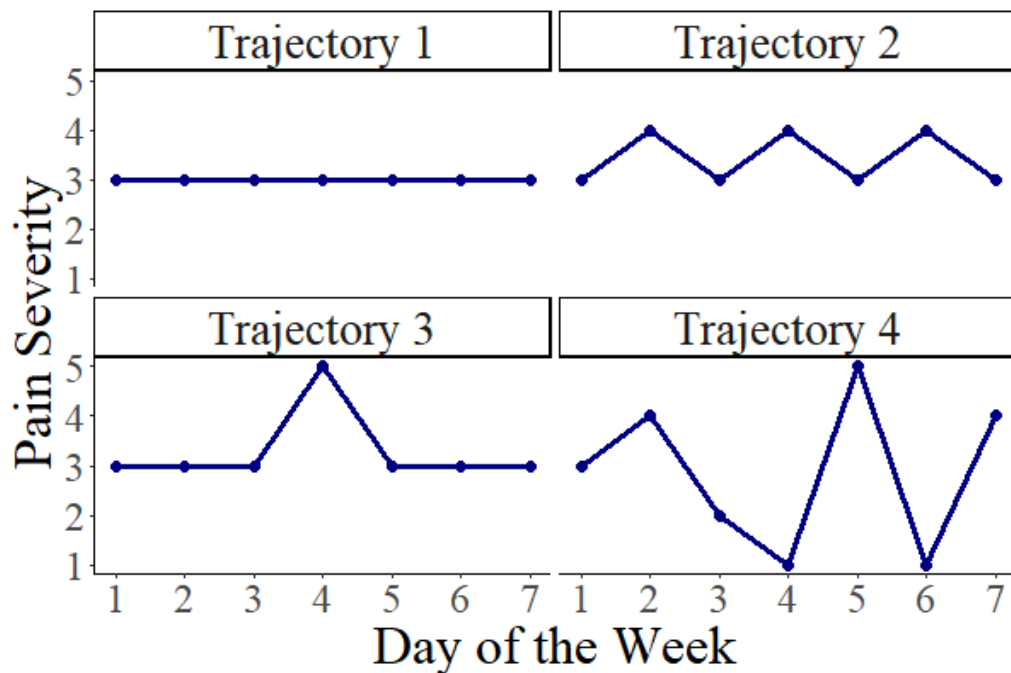 Trajectory 1
Trajectory 2
5
4
3
2
1
Trajectory 3
Trajectory 4
5
4
3
2
1
Pain Severity
1 2 3 4 5 6 7
1 2 3 4 5 6 7
Day of the Week